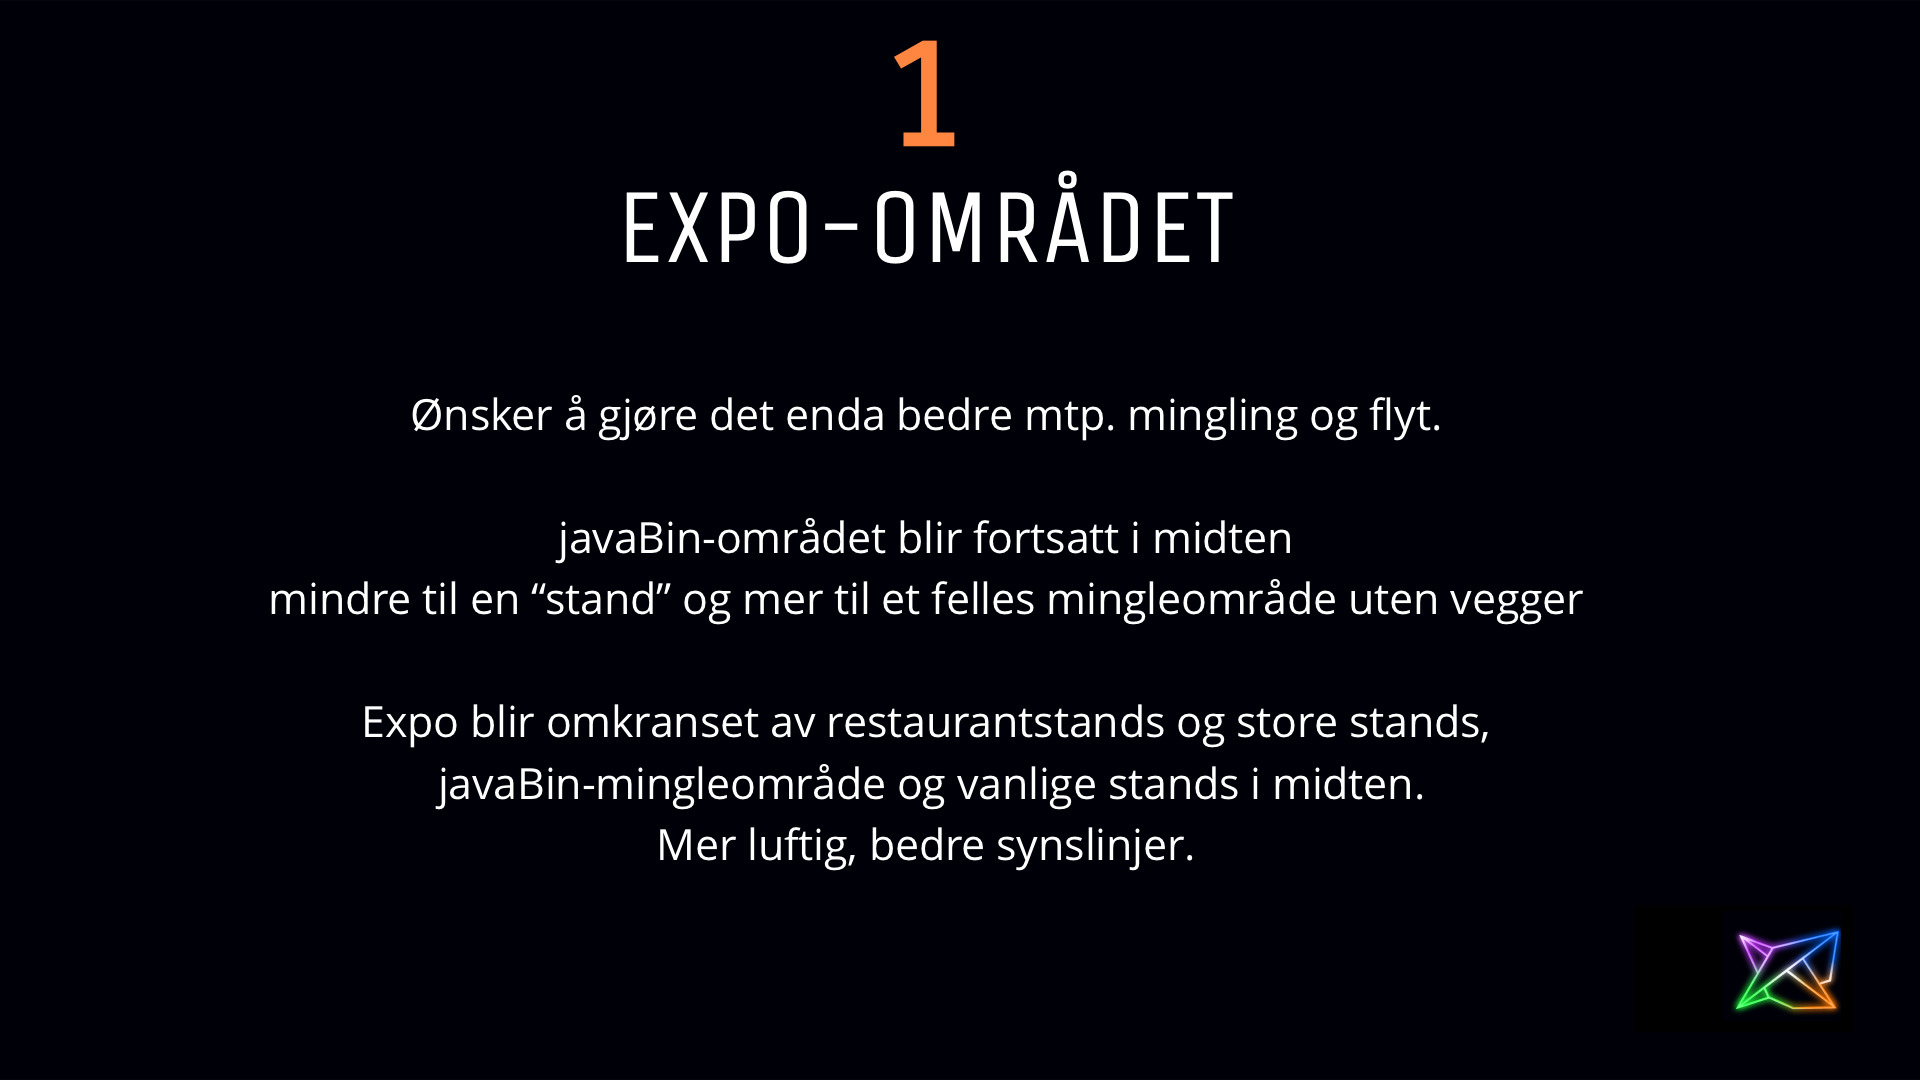 1
EXPO-OMRÅDET
Ønsker å gjøre det enda bedre mtp. mingling og flyt.
javaBin-området blir fortsatt i midten
mindre til en “stand” og mer til et felles mingleområde uten vegger
Expo blir omkranset av restaurantstands og store stands,
javaBin-mingleområde og vanlige stands i midten.
Mer luftig, bedre synslinjer.